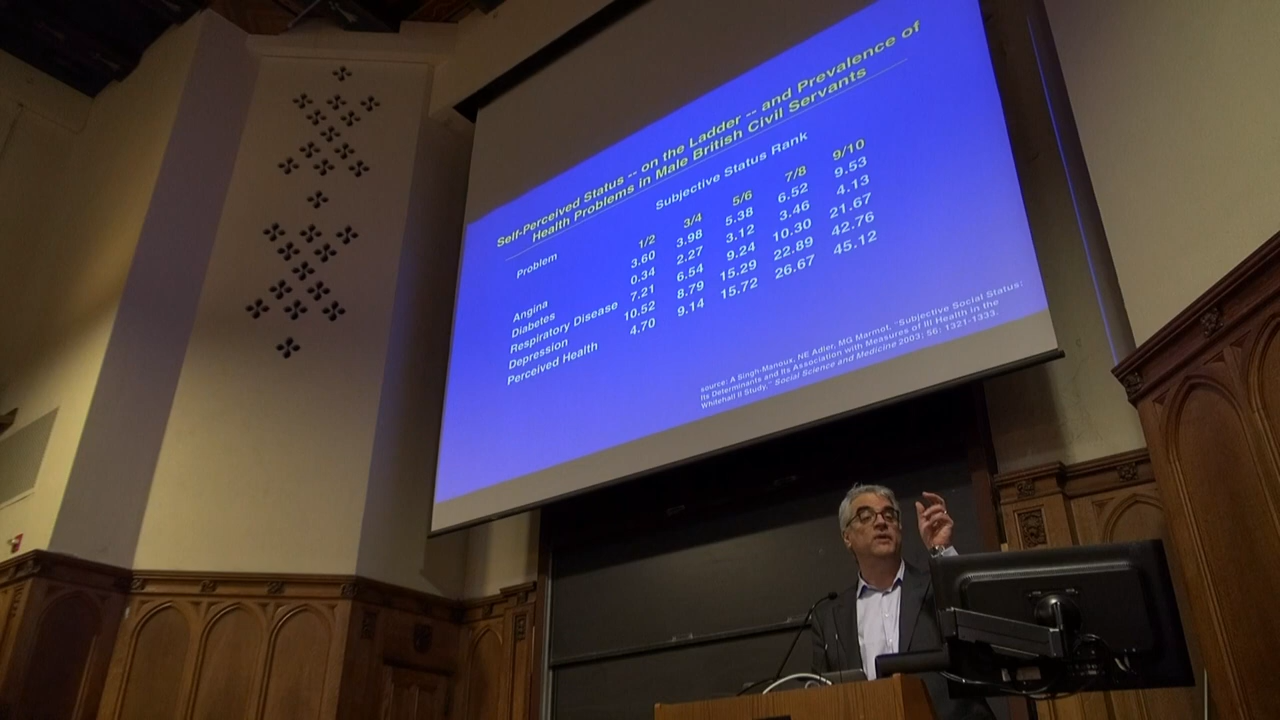 Self-Perceived Status -- on the Ladder -- and Prevalence of
Health Problems in Male British Civil Servants
Subjective Status Rank
Problem 1/2 3/4 5/6 7/8 9/10
Angina 3.60 3.98 5.38 6.52 9.53
Diabetes 0.34 2.27 3.12 3.46 4.13
Respiratory Disease 7.21 6.54 9.24 10.30 21.67
Depression 10.52 8.79 15.29 22.89 42.76
Perceived Health 4.70 9.14 15.72 26.67 45.12
source: A Singh-Manoux, NE Adler, MG Marmot, "Subjective Social Status:
Its Determinants and Its Association with Measures of Ill Health in the
Whitehall II Study," Social Science and Medicine 2003; 56: 1321-1333.